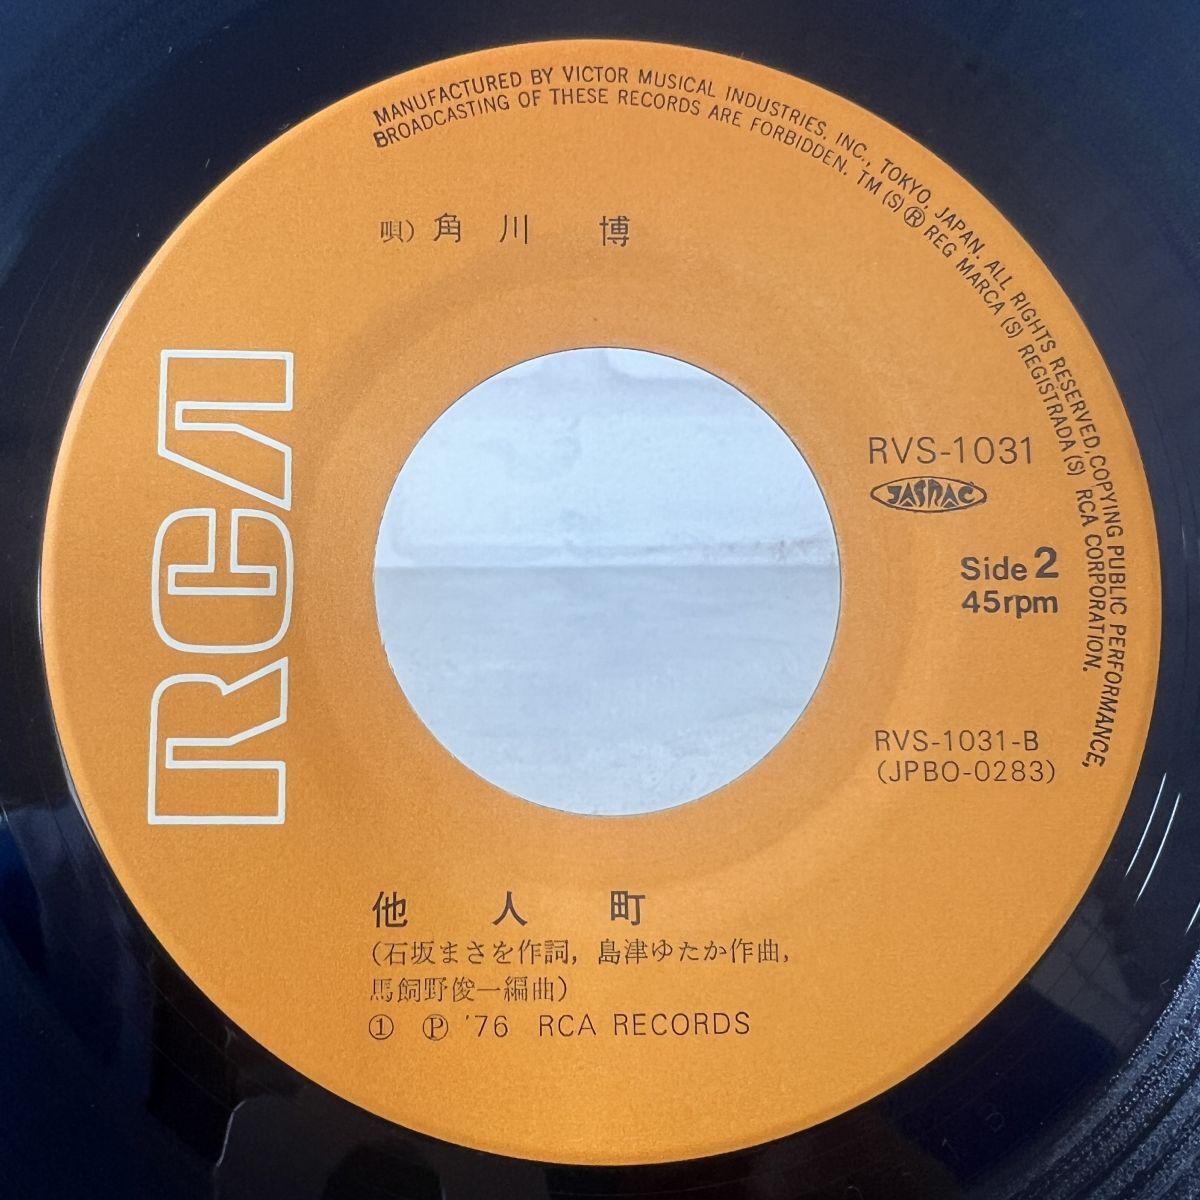 MANUFACTURED BY VICTOR MUSICAL INDUSTRIES, INC., TOKYO, JAPAN. ALL RIGHTS RESERVED, COPYING PUBLIC PERFORMANCE,
BROADCASTING OF THESE RECORDS ARE FORBIDDEN. TM (S) ® REG MARCA (S) REGISTRADA (S) RCA CORPORATION.
唄) 角川 博
RCA
RVS-1031
JASRAC
Side 2
45rpm
RVS-1031-B
(JPBO-0283)
他人町
(石坂まさを作詞, 島津ゆたか作曲,
馬飼野俊一編曲)
① Ⓟ '76 RCA RECORDS